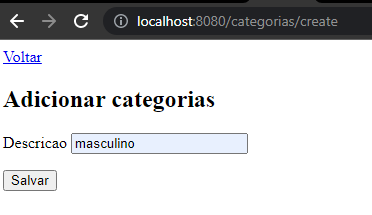 localhost:8080/categorias/create
Voltar
Adicionar categorias
Descricao masculino
Salvar